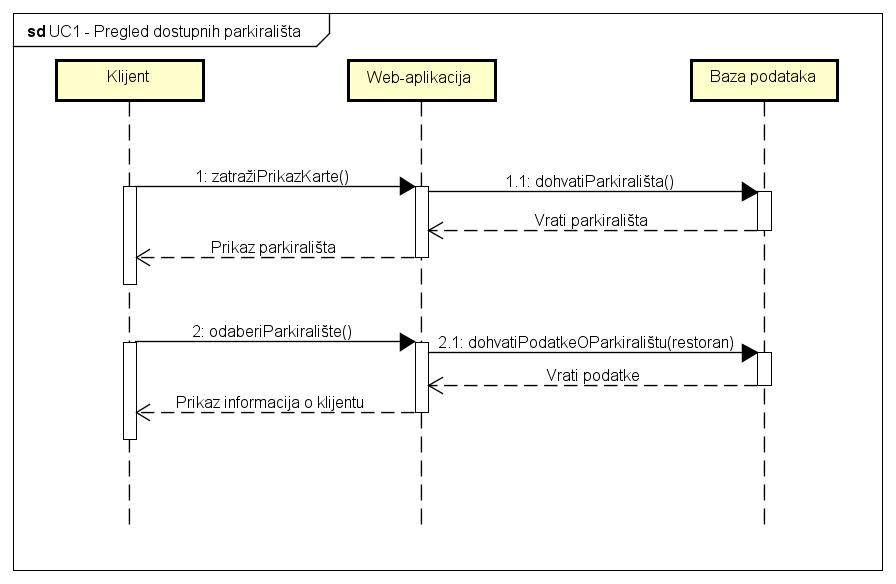 sd UC1 - Pregled dostupnih parkirališta
Klijent
Web-aplikacija
Baza podataka
1: zatražiPrikazKarte()
1.1: dohvatiParkirališta()
Vrati parkirališta
Prikaz parkirališta
2: odaberiParkiralište()
2.1: dohvatiPodatkeOParkiralištu(restoran)
Vrati podatke
Prikaz informacija o klijentu